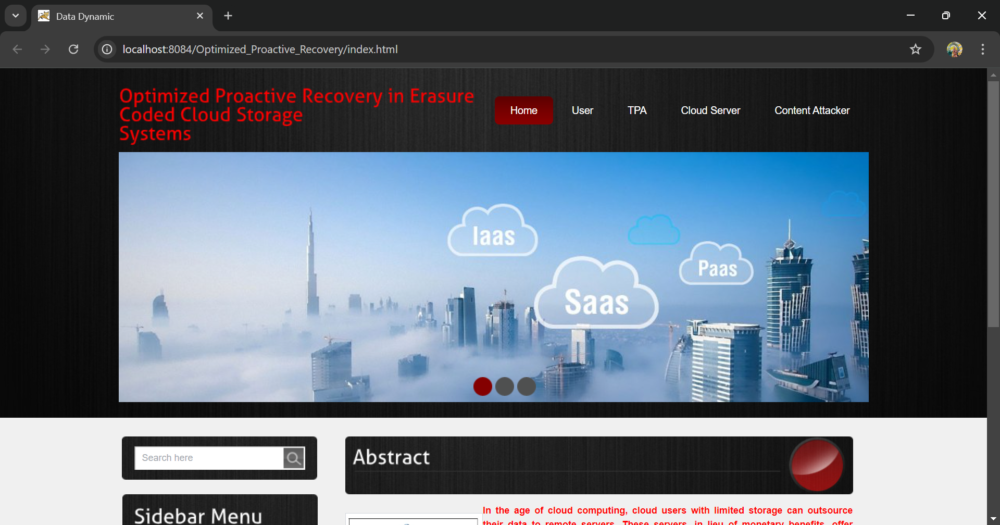 Data Dynamic
localhost:8084/Optimized_Proactive_Recovery/index.html
Optimized Proactive Recovery in Erasure
Coded Cloud Storage
Systems
Home
User
TPA
Cloud Server
Content Attacker
Iaas
Paas
Saas
Search here
Abstract
Sidebar Menu
In the age of cloud computing, cloud users with limited storage can outsource
their data to remote servers. These servers, in lieu of monetary benefits, offer